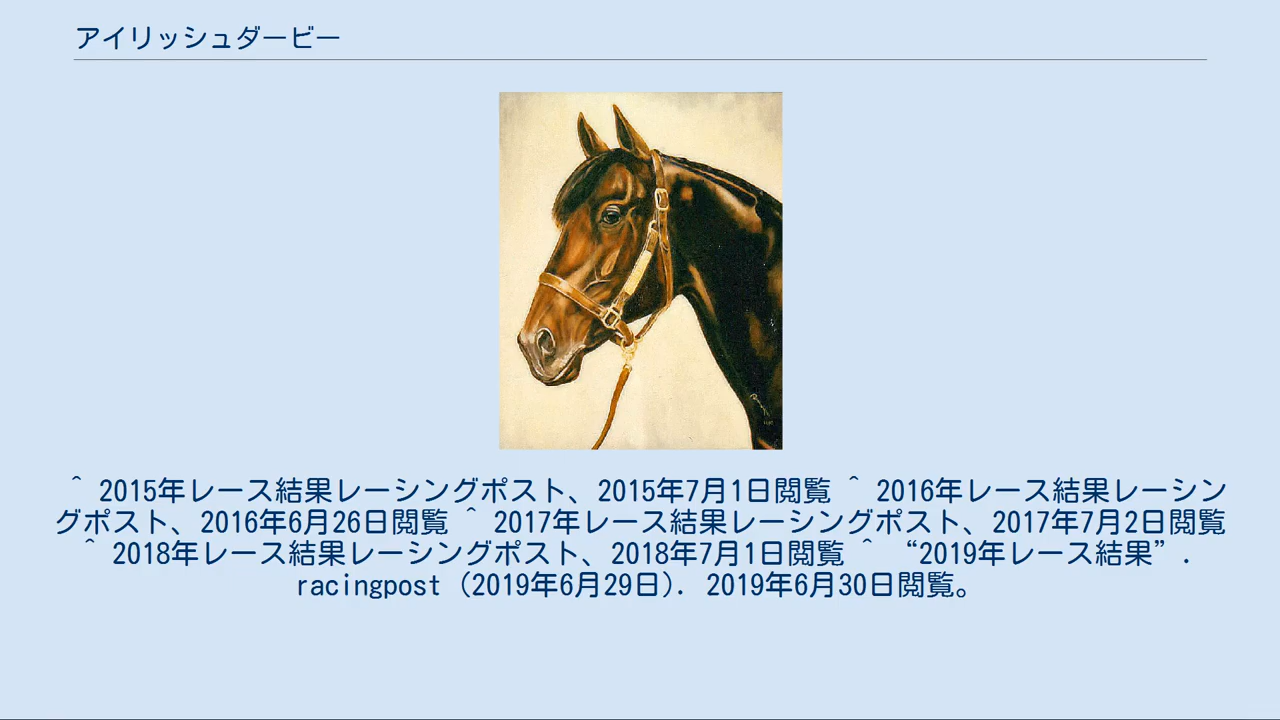 アイリッシュダービー
^ 2015年レース結果レーシングポスト、2015年7月1日閲覧 ^ 2016年レース結果レーシン
グポスト、2016年6月26日閲覧 ^ 2017年レース結果レーシングポスト、2017年7月2日閲覧
^ 2018年レース結果レーシングポスト、2018年7月1日閲覧 ^ “2019年レース結果”.
racingpost (2019年6月29日). 2019年6月30日閲覧。